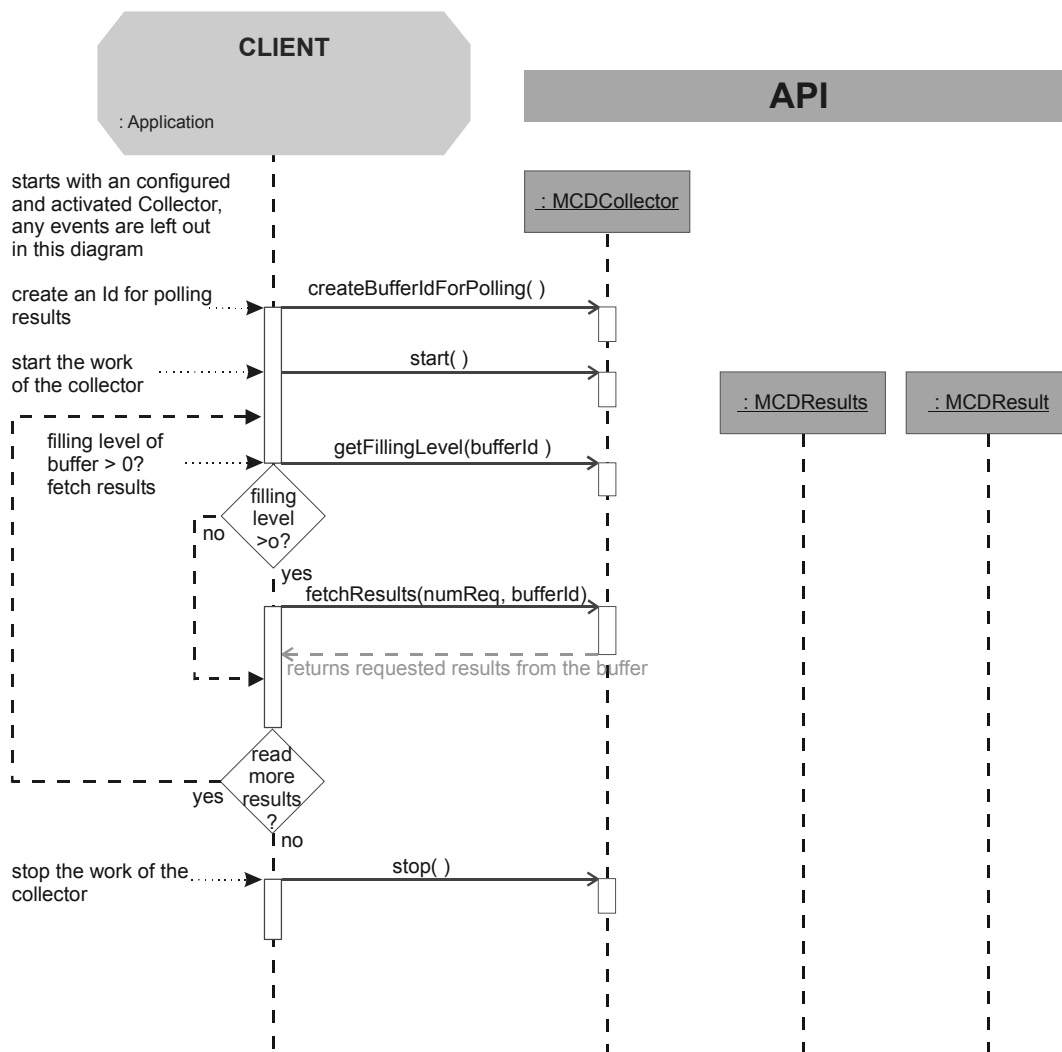 CLIENT
: Application
API
starts with an configured
and activated Collector,
any events are left out
in this diagram
: MCDCollector
create an Id for polling
results
createBufferIdForPolling( )
start the work
of the collector
start( )
: MCDResults
: MCDResult
filling level of
buffer > 0?
fetch results
getFillingLevel(bufferId )
filling
level
>o?
no
yes
fetchResults(numReq, bufferId)
returns requested results from the buffer
read
more
results
?
yes
no
stop the work of the
collector
stop( )